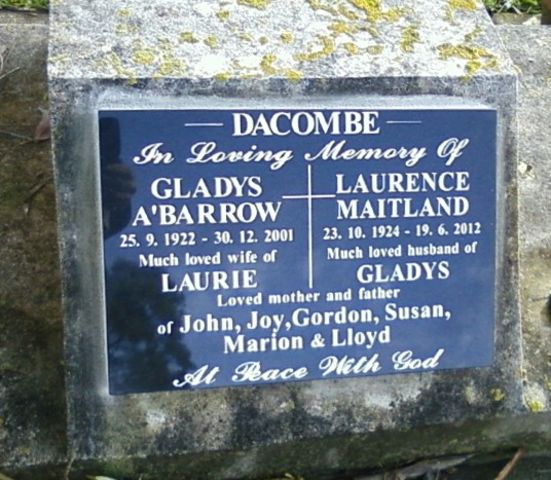 DACOMBE
In Loving Memory Of
GLADYS
A'BARROW
25. 9. 1922 - 30. 12. 2001
Much loved wife of
LAURIE
LAURENCE
MAITLAND
23. 10. 1924 - 19. 6. 2012
Much loved husband of
GLADYS
Loved mother and father
of John, Joy,Gordon, Susan,
Marion & Lloyd
At Peace With God